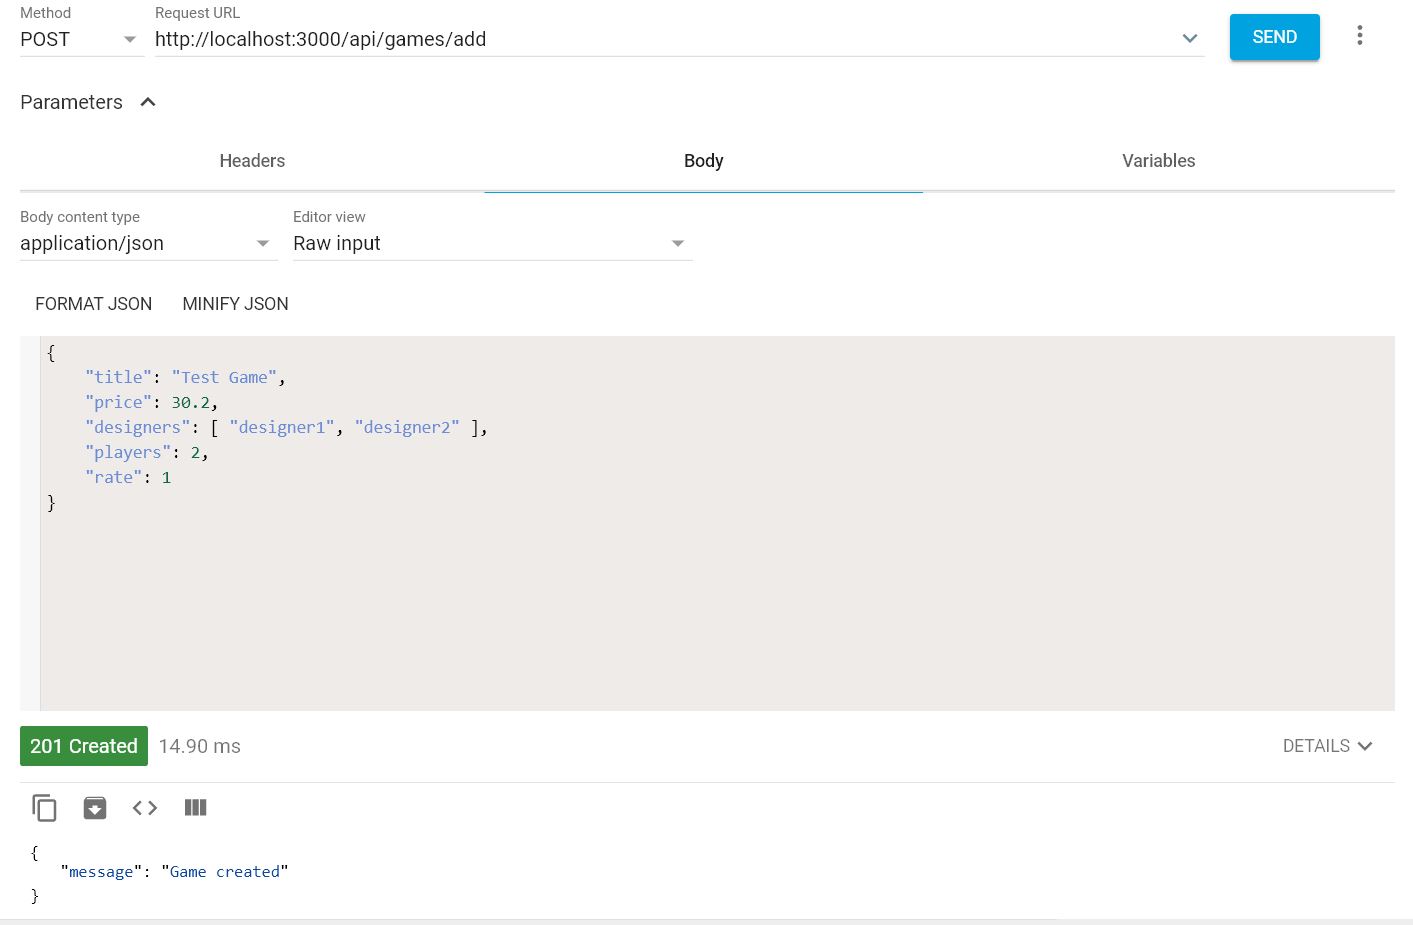 Method
Request URL
POST
http://localhost:3000/api/games/add
SEND
Parameters
Headers
Body
Variables
Body content type
Editor view
application/json
Raw input
FORMAT JSON
MINIFY JSON
{
"title": "Test Game",
"price": 30.2,
"designers": [ "designer1", "designer2" ],
"players": 2,
"rate": 1
}
201 Created
14.90 ms
DETAILS
{
"message": "Game created"
}